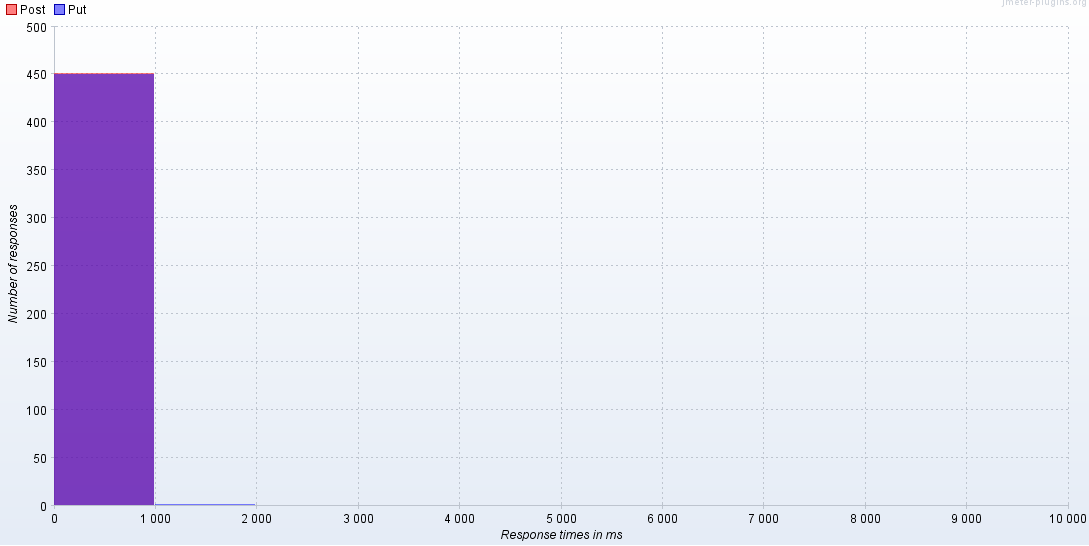 jmeter-plugins.org
Post Put
500
450
400
350
300
250
200
150
100
50
0
Number of responses
0 1 000 2 000 3 000 4 000 5 000 6 000 7 000 8 000 9 000 10 000
Response times in ms